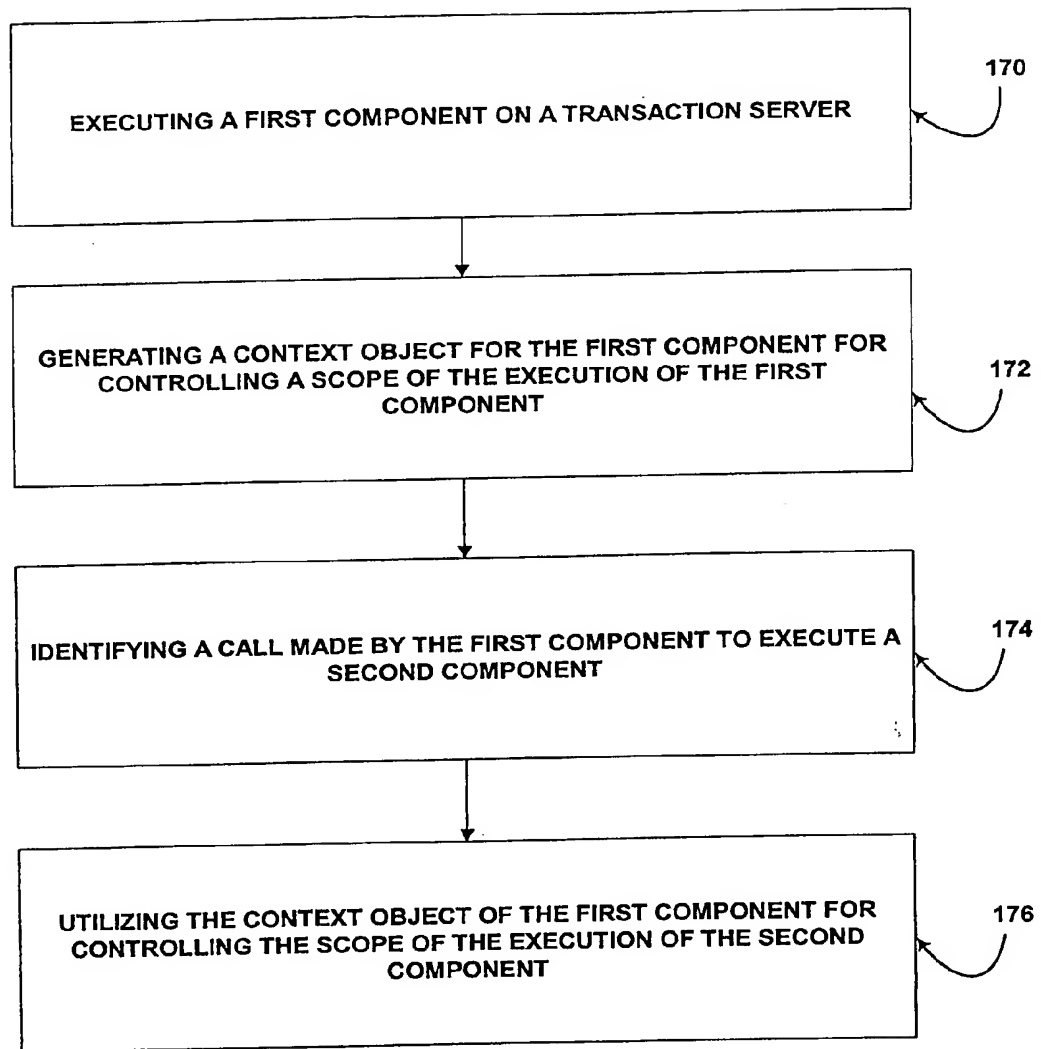 EXECUTING A FIRST COMPONENT ON A TRANSACTION SERVER
170
GENERATING A CONTEXT OBJECT FOR THE FIRST COMPONENT FOR
CONTROLLING A SCOPE OF THE EXECUTION OF THE FIRST
COMPONENT
172
IDENTIFYING A CALL MADE BY THE FIRST COMPONENT TO EXECUTE A
SECOND COMPONENT
174
UTILIZING THE CONTEXT OBJECT OF THE FIRST COMPONENT FOR
CONTROLLING THE SCOPE OF THE EXECUTION OF THE SECOND
COMPONENT
176